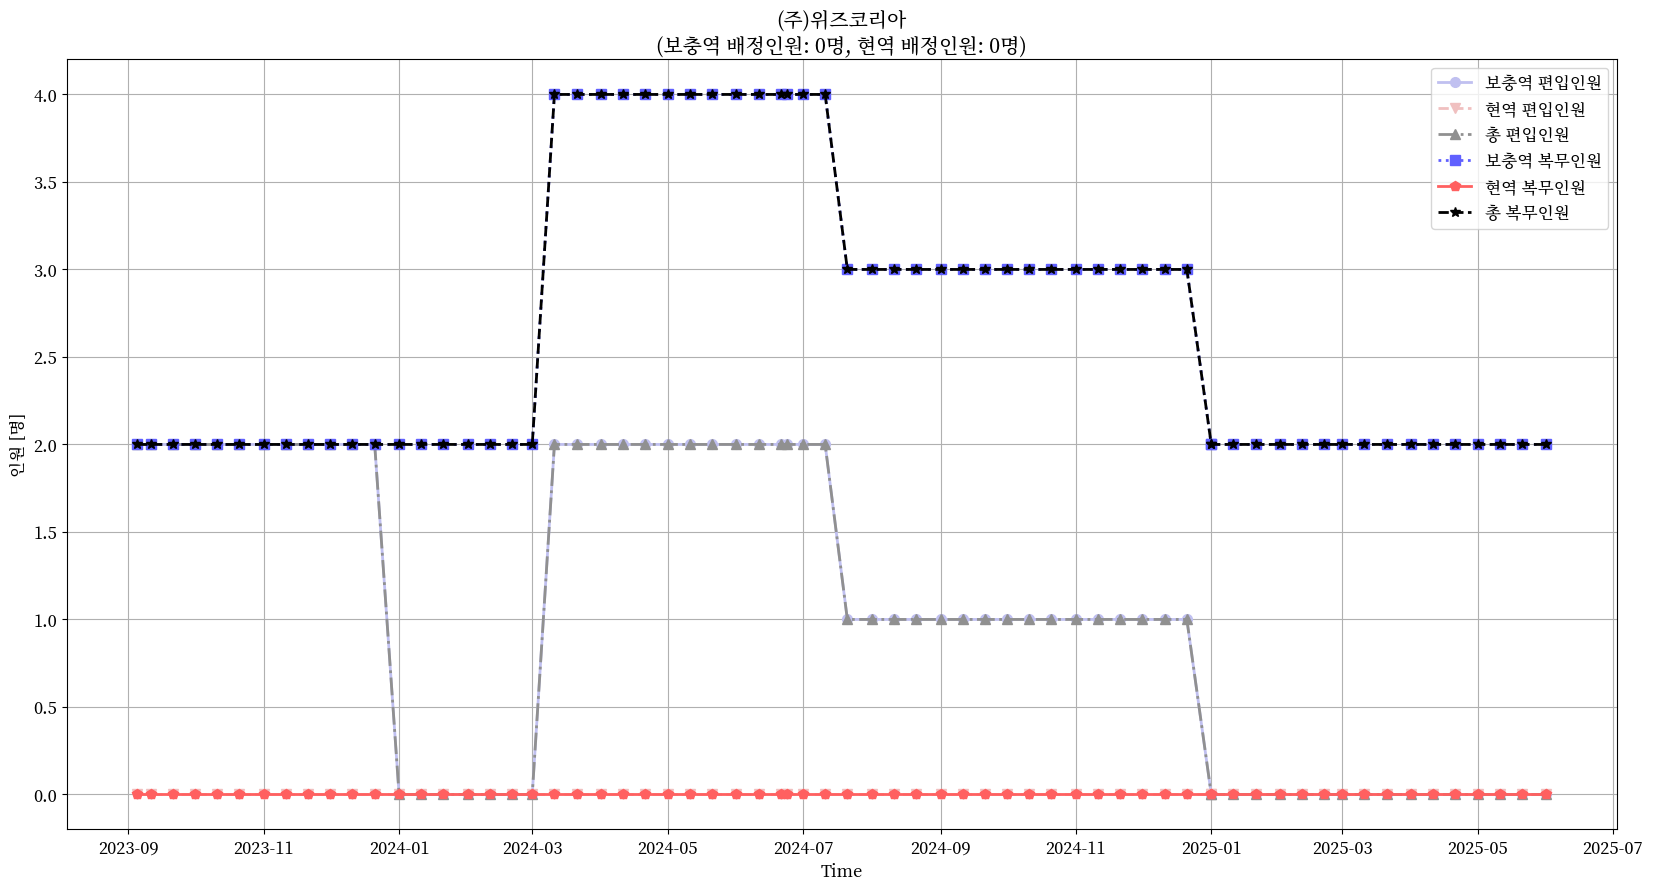 (주)위즈코리아
(보충역 배정인원: 0명, 현역 배정인원: 0명)
보충역 편입인원
현역 편입인원
총 편입인원
보충역 복무인원
현역 복무인원
총 복무인원
4.0
3.5
3.0
2.5
2.0
1.5
1.0
0.5
0.0
인원 [명]
2023-09
2023-11
2024-01
2024-03
2024-05
2024-07
2024-09
2024-11
2025-01
2025-03
2025-05
2025-07
Time